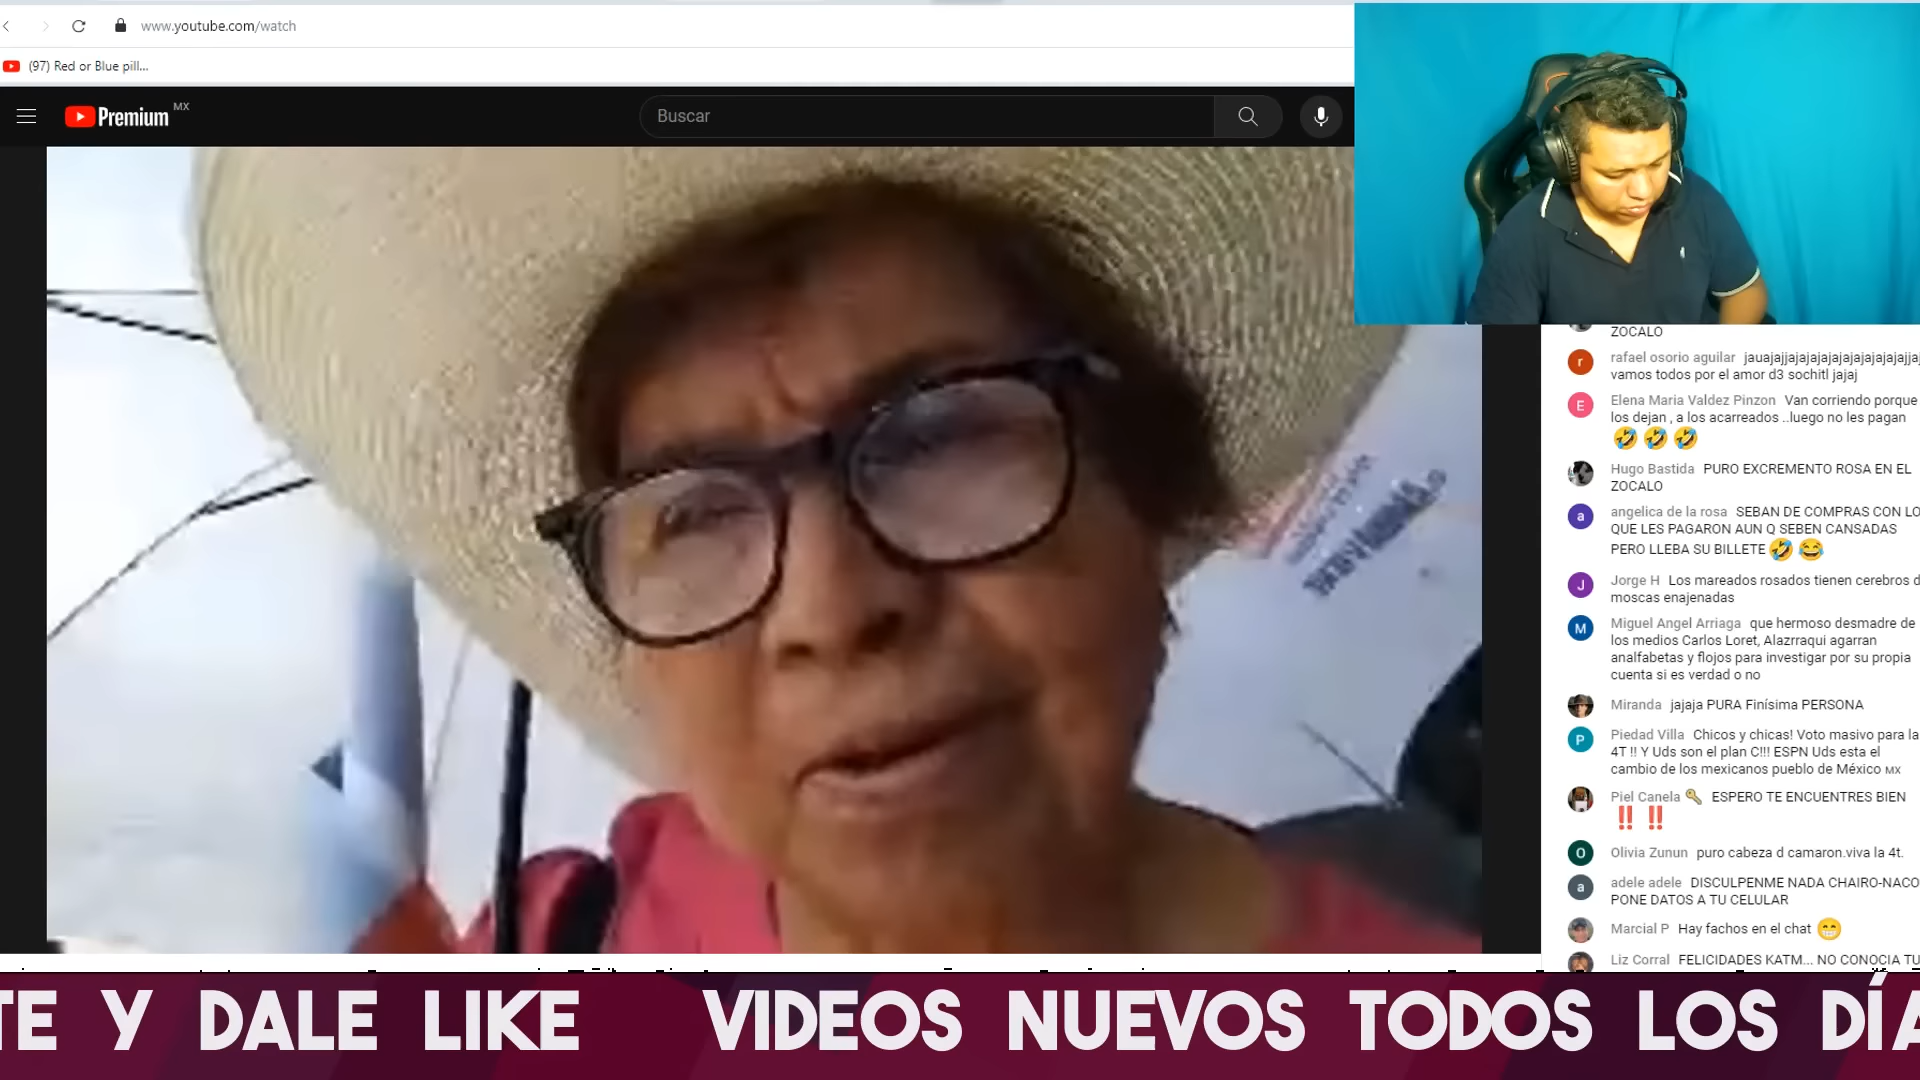 www.youtube.com/watch
(97) Red or Blue pill...
Premium MX
Buscar
ZOCALO
rafael osorio aguilar jauajajjajajajajajajajajajajjaj
vamos todos por el amor d3 sochitl jajaj
Elena Maria Valdez Pinzon Van corriendo porque
los dejan , a los acarreados ..luego no les pagan
🤣 🤣 🤣
Hugo Bastida PURO EXCREMENTO ROSA EN EL
ZOCALO
angelica de la rosa SEBAN DE COMPRAS CON LO
QUE LES PAGARON AUN Q SEBEN CANSADAS
PERO LLEBA SU BILLETE 🤣 😂
Jorge H Los mareados rosados tienen cerebros d
moscas enajenadas
Miguel Angel Arriaga que hermoso desmadre de
los medios Carlos Loret, Alazrraqui agarran
analfabetas y flojos para investigar por su propia
cuenta si es verdad o no
Miranda jajaja PURA Finísima PERSONA
Piedad Villa Chicos y chicas! Voto masivo para la
4T !! Y Uds son el plan C!!! ESPN Uds esta el
cambio de los mexicanos pueblo de México MX
Piel Canela 🔑 ESPERO TE ENCUENTRES BIEN
‼️ ‼️
Olivia Zunun puro cabeza d camaron.viva la 4t.
adele adele DISCULPENME NADA CHAIRO-NACO
PONE DATOS A TU CELULAR
Marcial P Hay fachos en el chat 😁
Liz Corral FELICIDADES KATM... NO CONOCIA TU
TE Y DALE LIKE VIDEOS NUEVOS TODOS LOS DÍA